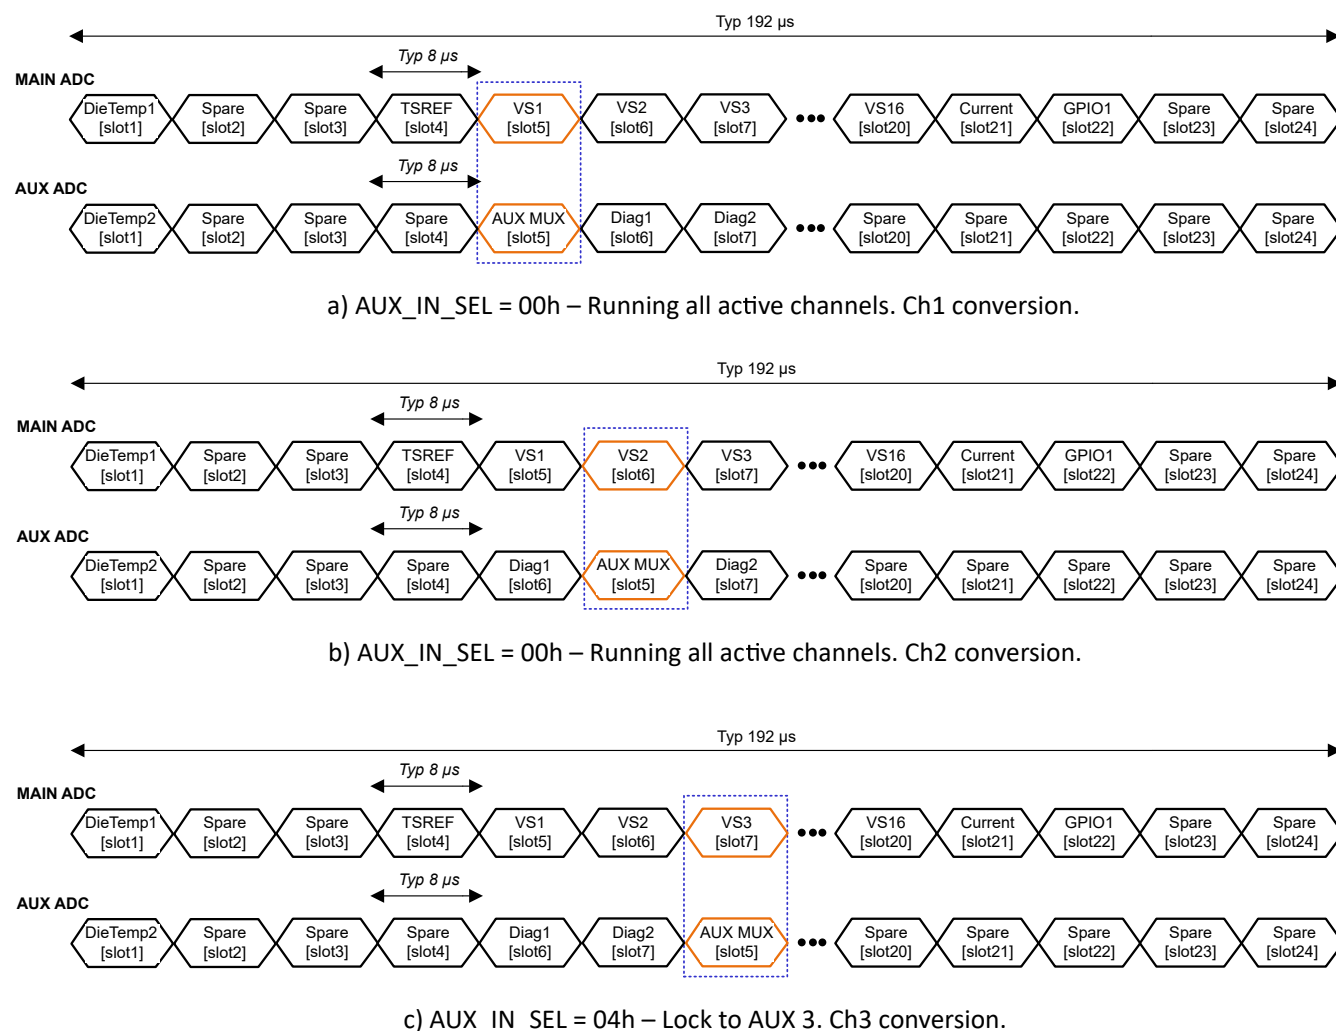 Typ 192 µs
Typ 8 µs
MAIN ADC
DieTemp1 Spare Spare TSREF VS1 VS2 VS3 VS16 Current GPIO1 Spare Spare
[slot1] [slot2] [slot3] [slot4] [slot5] [slot6] [slot7] [slot20] [slot21] [slot22] [slot23] [slot24]
Typ 8 µs
AUX ADC
DieTemp2 Spare Spare Spare AUX MUX Diag1 Diag2 Spare Spare Spare Spare Spare
[slot1] [slot2] [slot3] [slot4] [slot5] [slot6] [slot7] [slot20] [slot21] [slot22] [slot23] [slot24]
a) AUX_IN_SEL = 00h – Running all active channels. Ch1 conversion.
Typ 192 µs
Typ 8 µs
MAIN ADC
DieTemp1 Spare Spare TSREF VS1 VS2 VS3 VS16 Current GPIO1 Spare Spare
[slot1] [slot2] [slot3] [slot4] [slot5] [slot6] [slot7] [slot20] [slot21] [slot22] [slot23] [slot24]
Typ 8 µs
AUX ADC
DieTemp2 Spare Spare Spare Diag1 AUX MUX Diag2 Spare Spare Spare Spare Spare
[slot1] [slot2] [slot3] [slot4] [slot6] [slot5] [slot7] [slot20] [slot21] [slot22] [slot23] [slot24]
b) AUX_IN_SEL = 00h – Running all active channels. Ch2 conversion.
Typ 192 µs
Typ 8 µs
MAIN ADC
DieTemp1 Spare Spare TSREF VS1 VS2 VS3 VS16 Current GPIO1 Spare Spare
[slot1] [slot2] [slot3] [slot4] [slot5] [slot6] [slot7] [slot20] [slot21] [slot22] [slot23] [slot24]
Typ 8 µs
AUX ADC
DieTemp2 Spare Spare Spare Diag1 Diag2 AUX MUX Spare Spare Spare Spare Spare
[slot1] [slot2] [slot3] [slot4] [slot6] [slot7] [slot5] [slot20] [slot21] [slot22] [slot23] [slot24]
c) AUX_IN_SEL = 04h – Lock to AUX 3. Ch3 conversion.